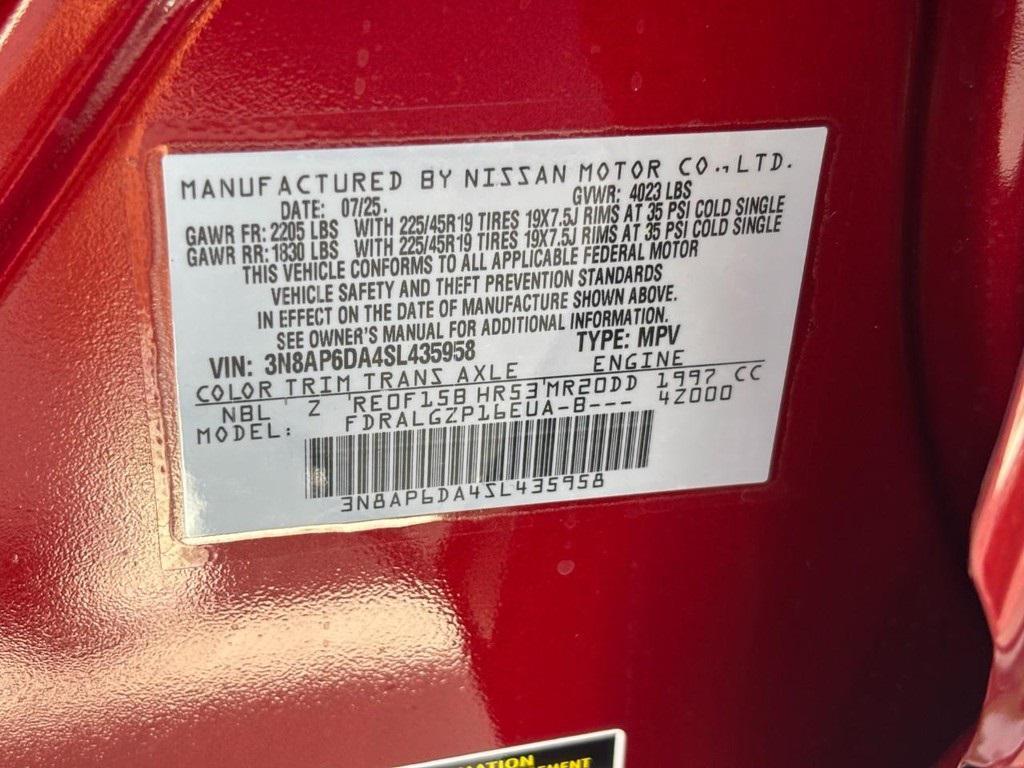 MANUFACTURED BY NISSAN MOTOR CO., LTD.
DATE: 07/25. GVWR: 4023 LBS
GAWR FR: 2205 LBS WITH 225/45R19 TIRES 19X7.5J RIMS AT 35 PSI COLD SINGLE
GAWR RR: 1830 LBS WITH 225/45R19 TIRES 19X7.5J RIMS AT 35 PSI COLD SINGLE
THIS VEHICLE CONFORMS TO ALL APPLICABLE FEDERAL MOTOR
VEHICLE SAFETY AND THEFT PREVENTION STANDARDS
IN EFFECT ON THE DATE OF MANUFACTURE SHOWN ABOVE.
SEE OWNER'S MANUAL FOR ADDITIONAL INFORMATION.
VIN: 3N8AP6DA4SL435958 TYPE: MPV
COLOR TRIM TRANS AXLE ENGINE
NBL Z RE0F15B HR53 MR20DD 1997 CC
MODEL: FDRALGZP16EUA-B--- 4Z000
3N8AP6DA4SL435958